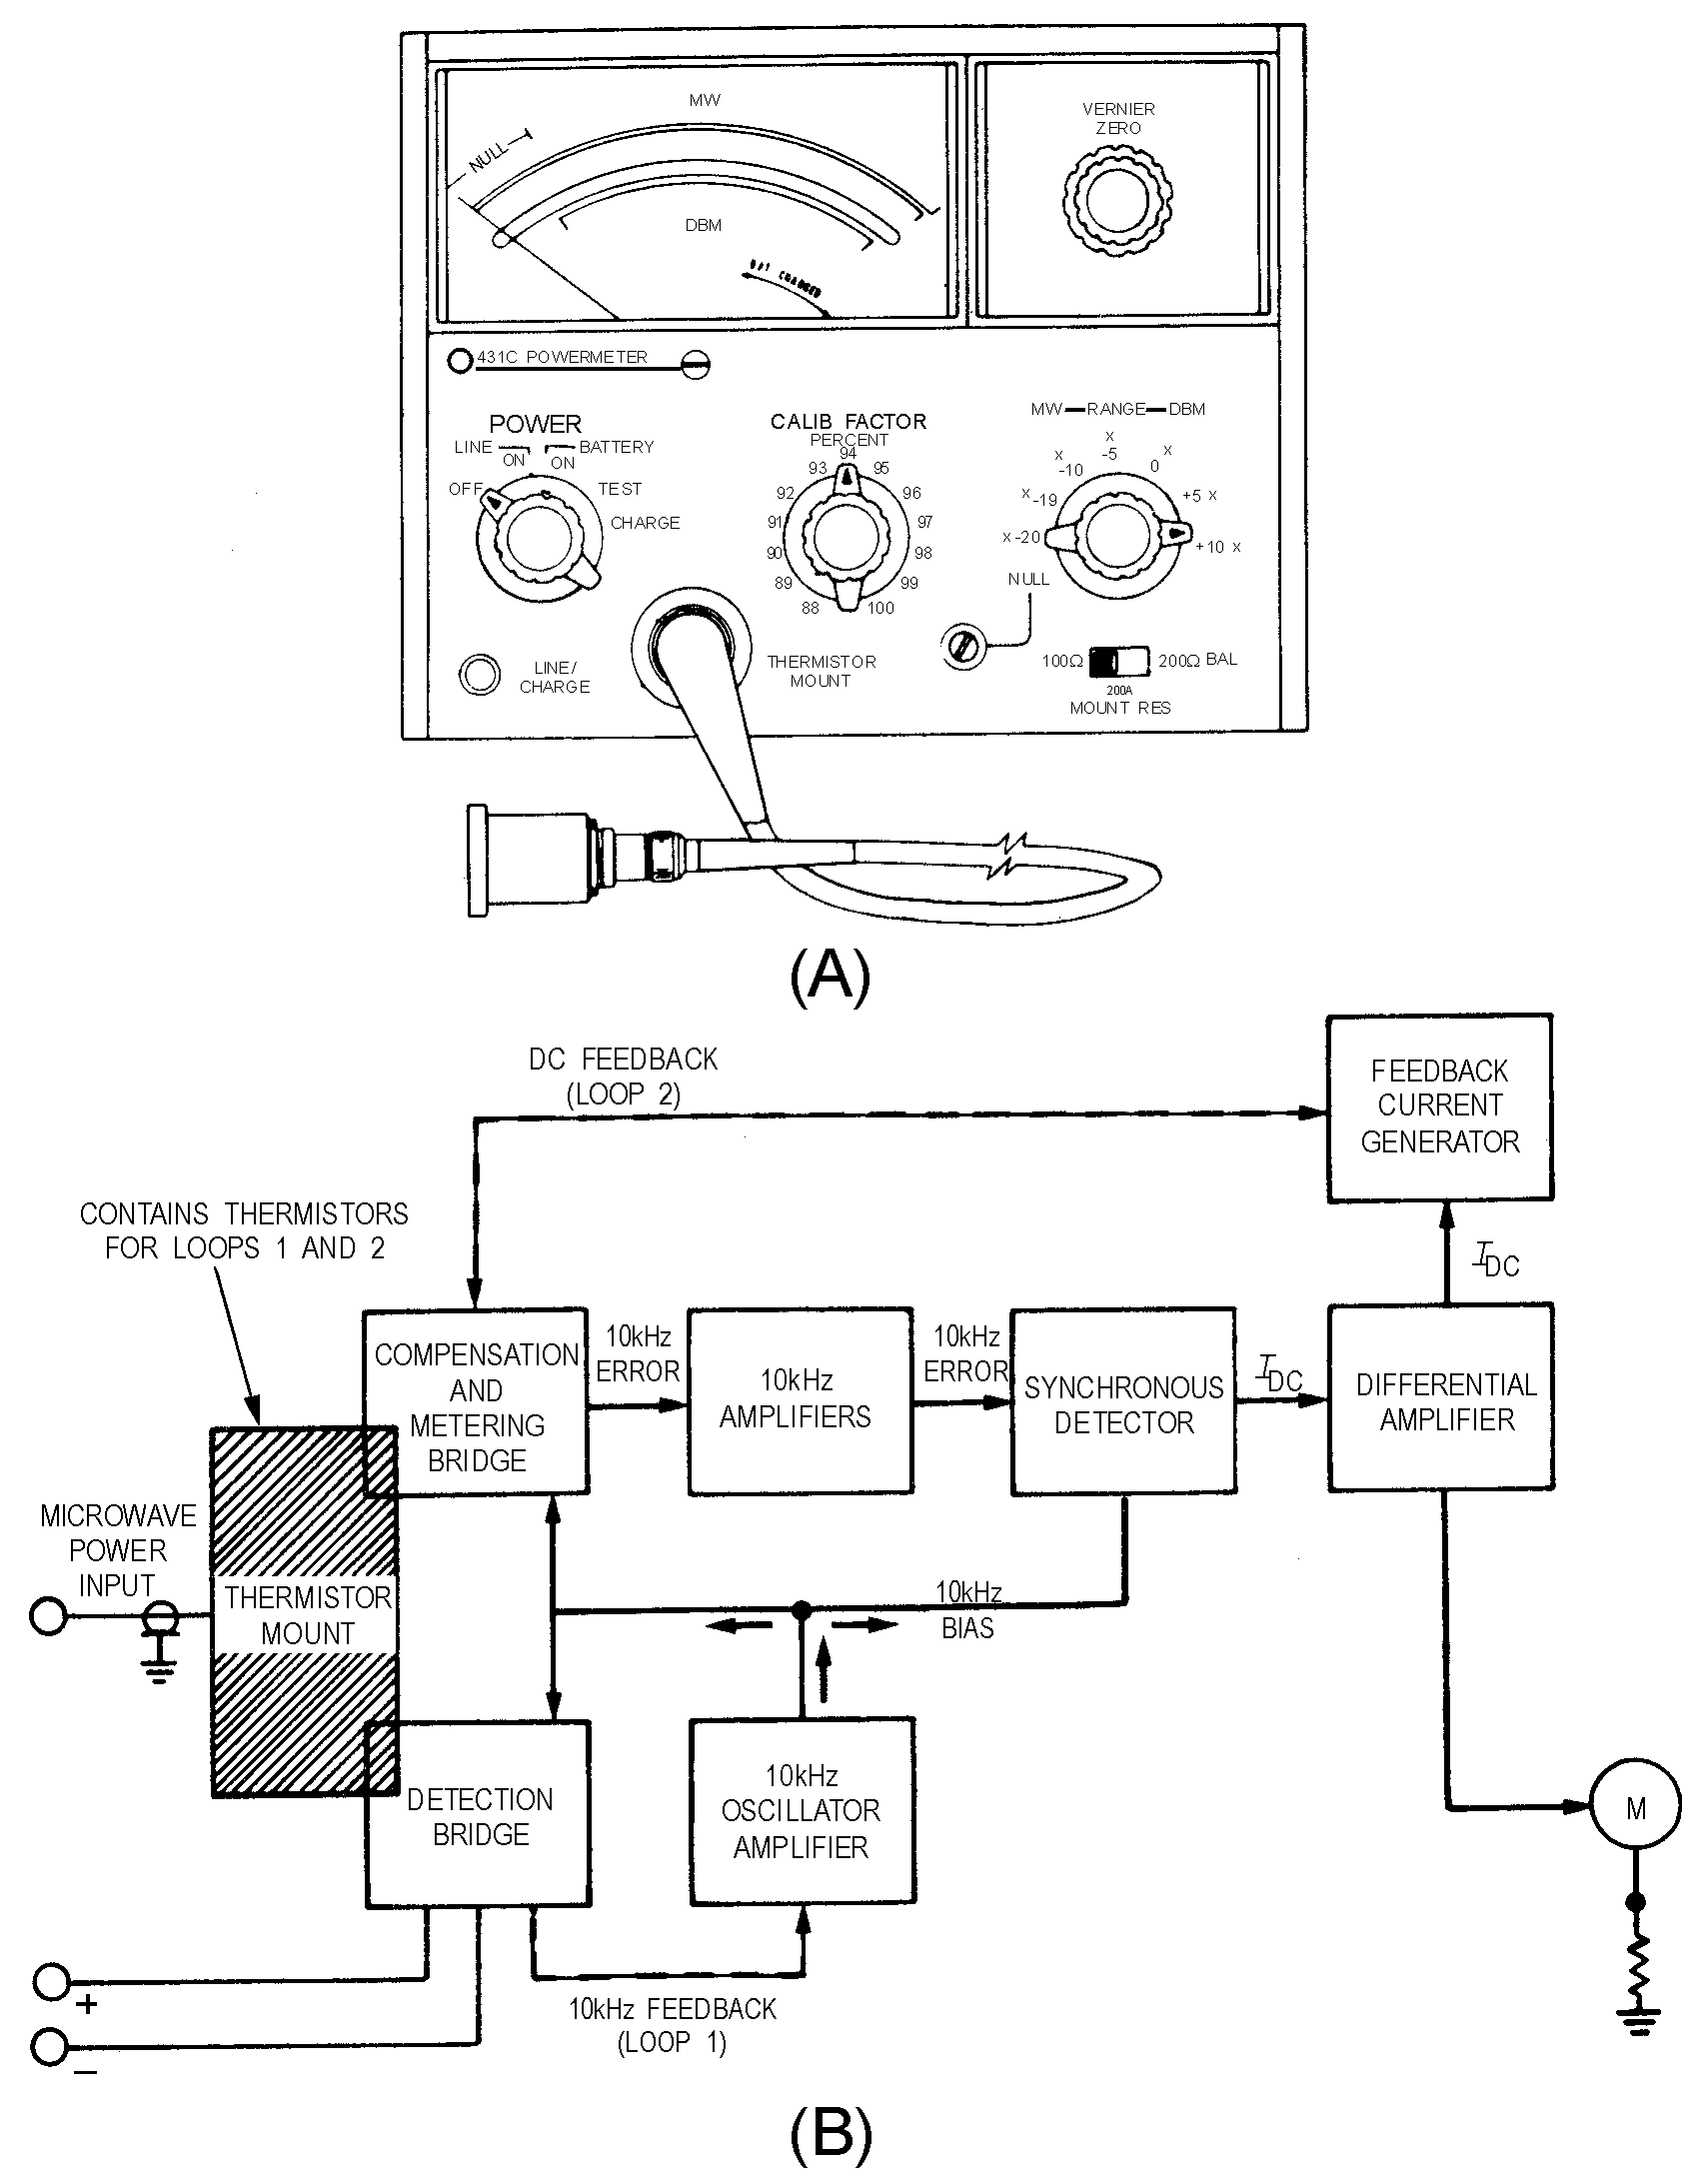 MW
NULL
DBM
BAT CHARGED
VERNIER
ZERO
431C POWERMETER
POWER
LINE ON
ON BATTERY
OFF
TEST
CHARGE
CALIB FACTOR
PERCENT
88 89 90 91 92 93 94 95 96 97 98 99 100
MW RANGE DBM
x -20
x -19
x -10
x -5
x 0
+5 x
+10 x
NULL
LINE/
CHARGE
THERMISTOR
MOUNT
100Ω 200Ω BAL
200A
MOUNT RES
(A)
DC FEEDBACK
(LOOP 2)
FEEDBACK
CURRENT
GENERATOR
CONTAINS THERMISTORS
FOR LOOPS 1 AND 2
IDC
COMPENSATION
AND
METERING
BRIDGE
10kHz
ERROR
10kHz
AMPLIFIERS
10kHz
ERROR
SYNCHRONOUS
DETECTOR
IDC
DIFFERENTIAL
AMPLIFIER
MICROWAVE
POWER
INPUT
THERMISTOR
MOUNT
10kHz
BIAS
DETECTION
BRIDGE
10kHz
OSCILLATOR
AMPLIFIER
M
+
–
10kHz FEEDBACK
(LOOP 1)
(B)